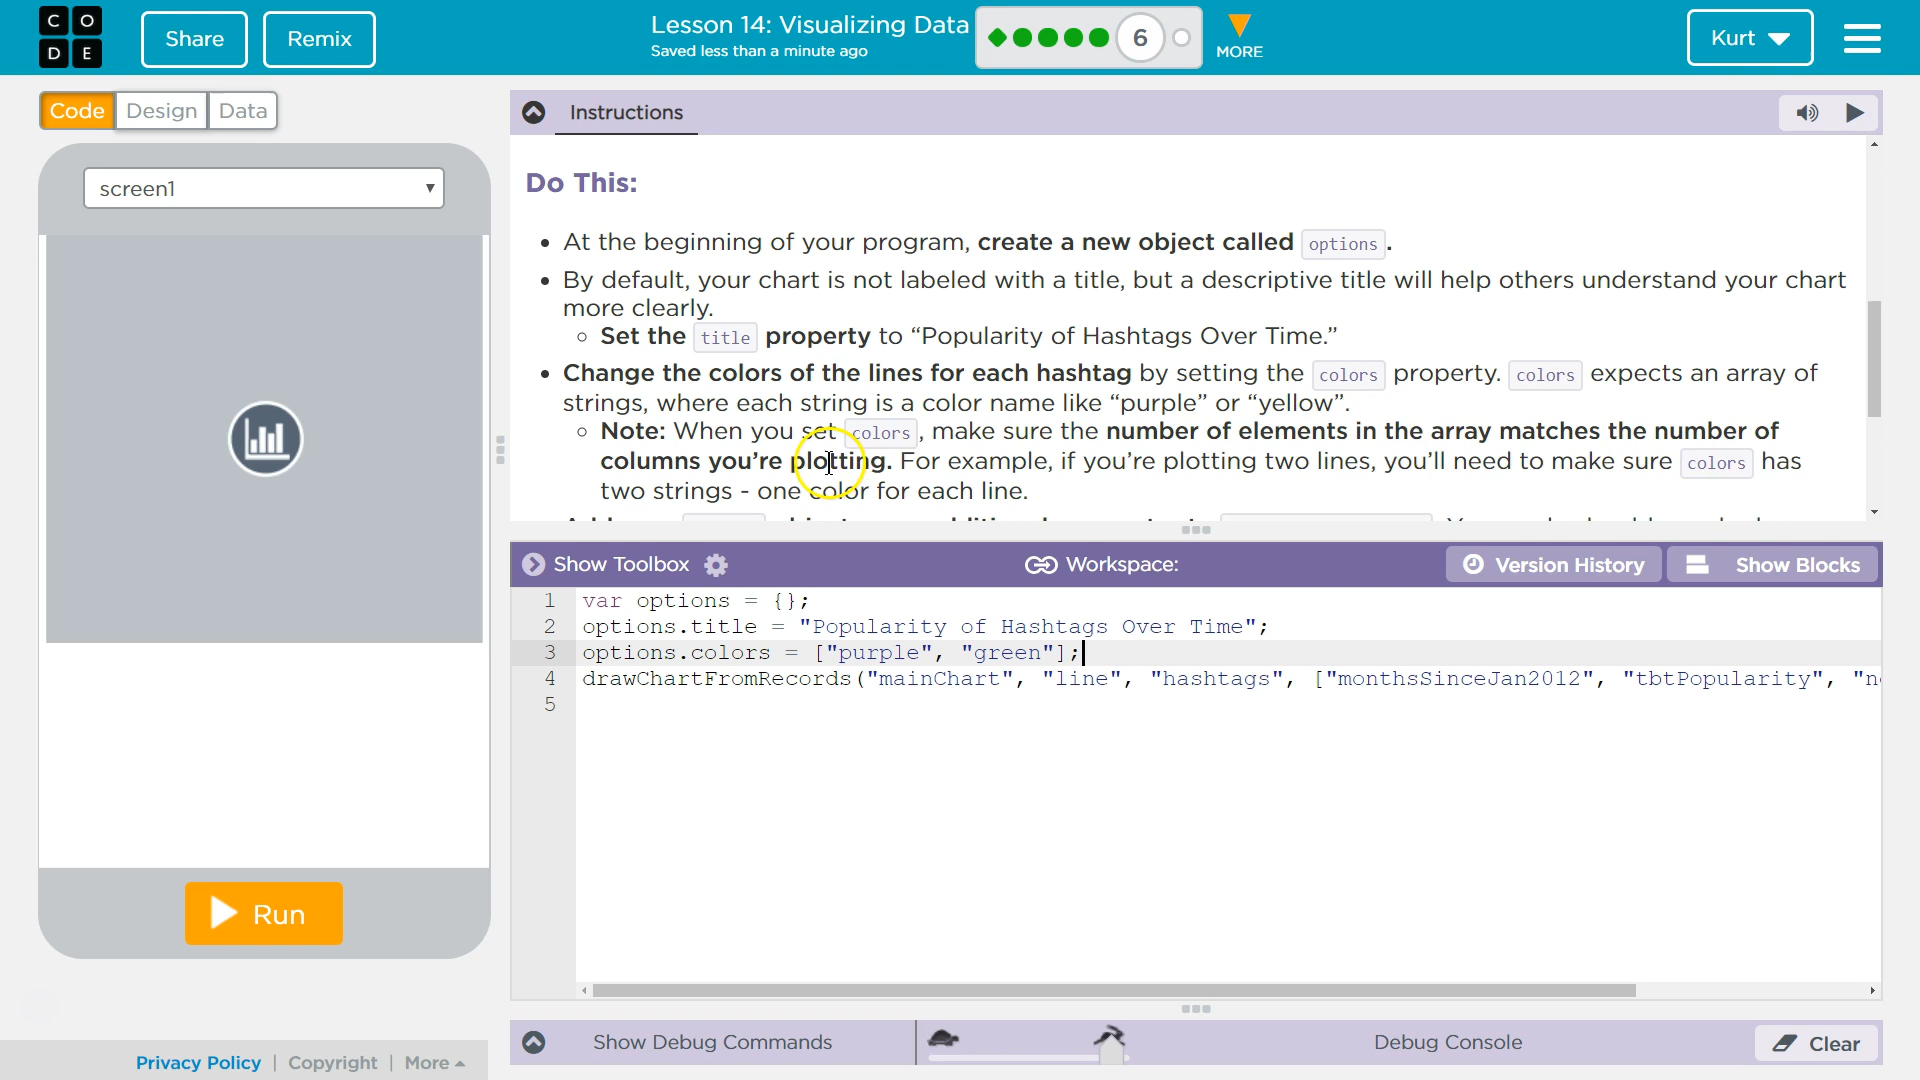 C O
D E
Share
Remix
Lesson 14: Visualizing Data
Saved less than a minute ago
6
MORE
Kurt
Code
Design
Data
screen1
Run
Privacy Policy | Copyright | More
Instructions
Do This:
At the beginning of your program, create a new object called options.
By default, your chart is not labeled with a title, but a descriptive title will help others understand your chart
more clearly.
Set the title property to “Popularity of Hashtags Over Time.”
Change the colors of the lines for each hashtag by setting the colors property. colors expects an array of
strings, where each string is a color name like “purple” or “yellow”.
Note: When you set colors, make sure the number of elements in the array matches the number of
columns you’re plotting. For example, if you’re plotting two lines, you’ll need to make sure colors has
two strings - one color for each line.
Show Toolbox
Workspace:
Version History
Show Blocks
1 var options = {};
2 options.title = "Popularity of Hashtags Over Time";
3 options.colors = ["purple", "green"];
4 drawChartFromRecords("mainChart", "line", "hashtags", ["monthsSinceJan2012", "tbtPopularity",
5
Show Debug Commands
Debug Console
Clear